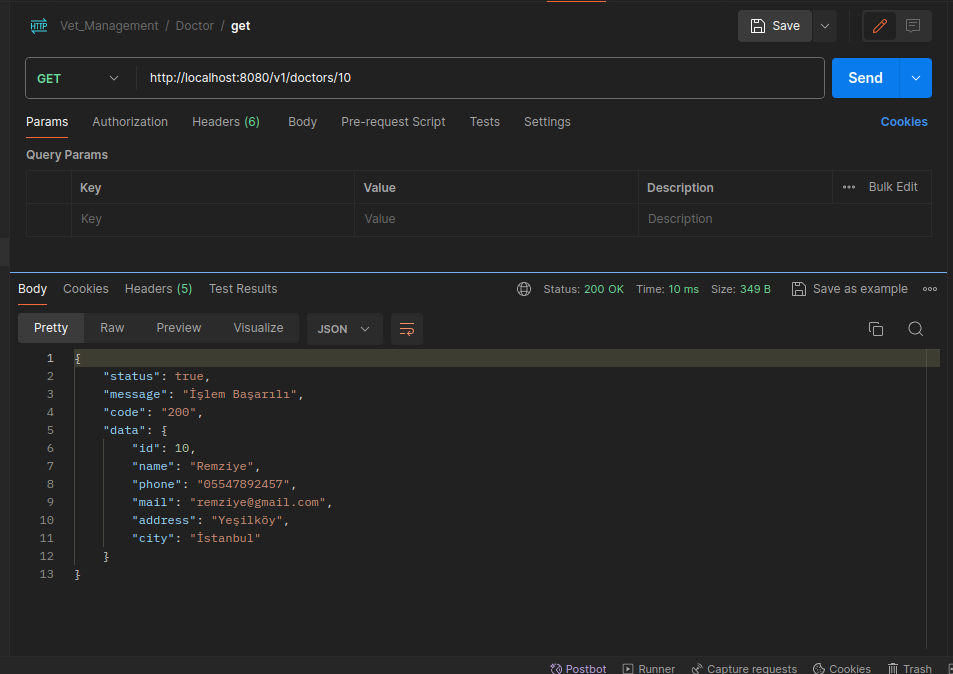 HTTP Vet_Management / Doctor / get Save
GET http://localhost:8080/v1/doctors/10 Send
Params Authorization Headers (6) Body Pre-request Script Tests Settings Cookies
Query Params
Key Value Description Bulk Edit
Key Value Description
Body Cookies Headers (5) Test Results Status: 200 OK Time: 10 ms Size: 349 B Save as example
Pretty Raw Preview Visualize JSON
1 {
2 "status": true,
3 "message": "İşlem Başarılı",
4 "code": "200",
5 "data": {
6 "id": 10,
7 "name": "Remziye",
8 "phone": "05547892457",
9 "mail": "remziye@gmail.com",
10 "address": "Yeşilköy",
11 "city": "İstanbul"
12 }
13 }
Postbot Runner Capture requests Cookies Trash